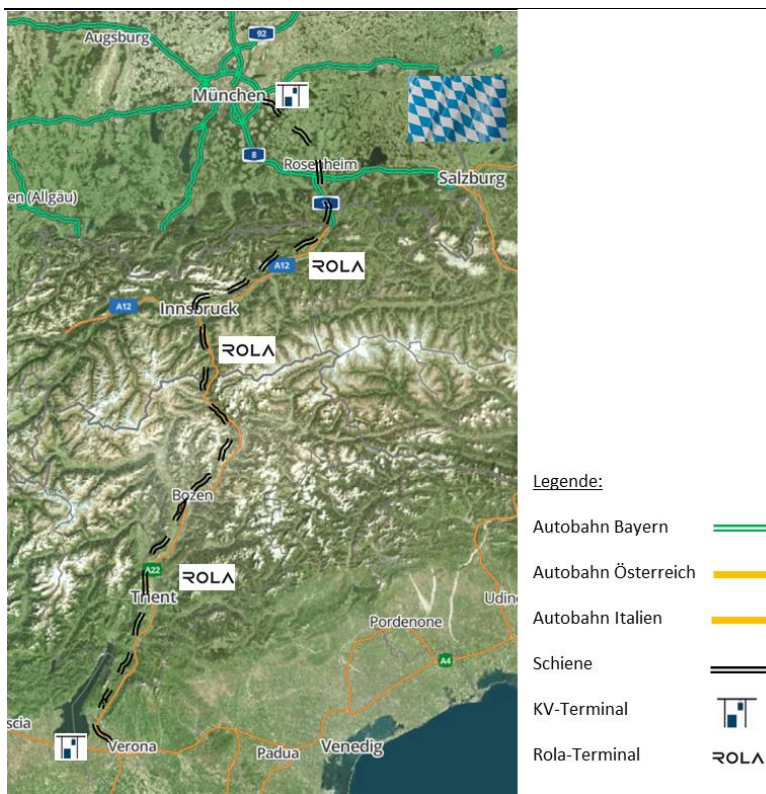 92
Augsburg
München
8
Rosenheim
Salzburg
en (Allgäu)
ROLA
A12
A12
Innsbruck
ROLA
Bozen
A22
ROLA
Trient
Udin
Pordenone
A4
scia
Verona
Padua
Venedig
Legende:
Autobahn Bayern
Autobahn Österreich
Autobahn Italien
Schiene
KV-Terminal
Rola-Terminal
ROLA